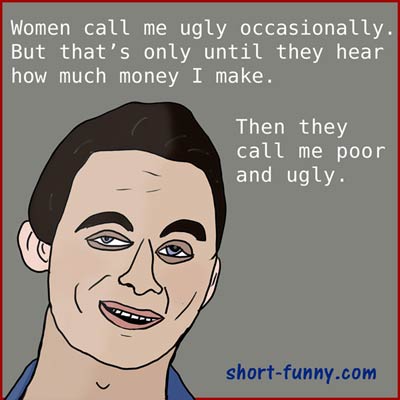 Women call me ugly occasionally.
But that’s only until they hear
how much money I make.
Then they
call me poor
and ugly.
short-funny.com